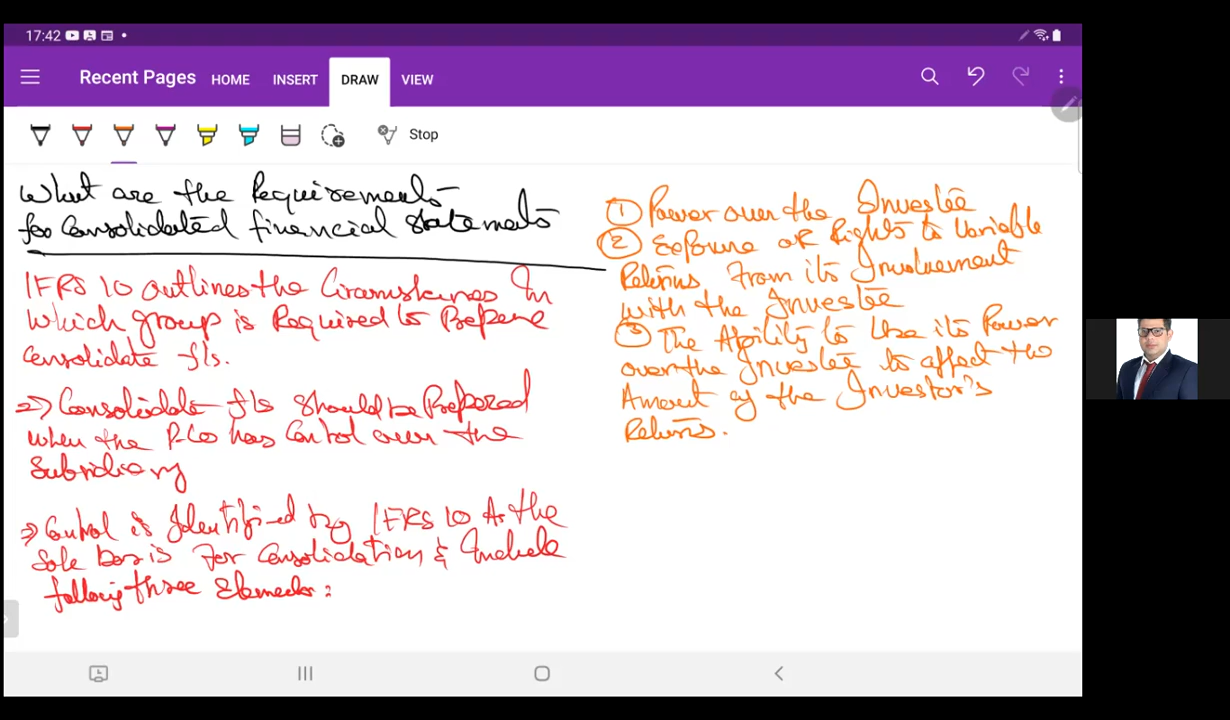 17:42
Recent Pages HOME INSERT DRAW VIEW
Stop
What are the Requirements
for Consolidated financial statements
IFRS 10 outlines the Circumstances In
which group is Required to Prepare
Consolidate f/s.
=> Consolidate f/s should be Prepared
when the P.Co has Control over the
Subsidiary
=> Control is Identified by IFRS 10 As the
Sole basis For Consolidation & Include
following three Elements :
① Power over the Investee
② Exposure or Rights to Variable
Returns From its Involvement
with the Investee
③ The Ability to Use its Power
over the Investee to affect the
Amount of the Investor's
Returns.